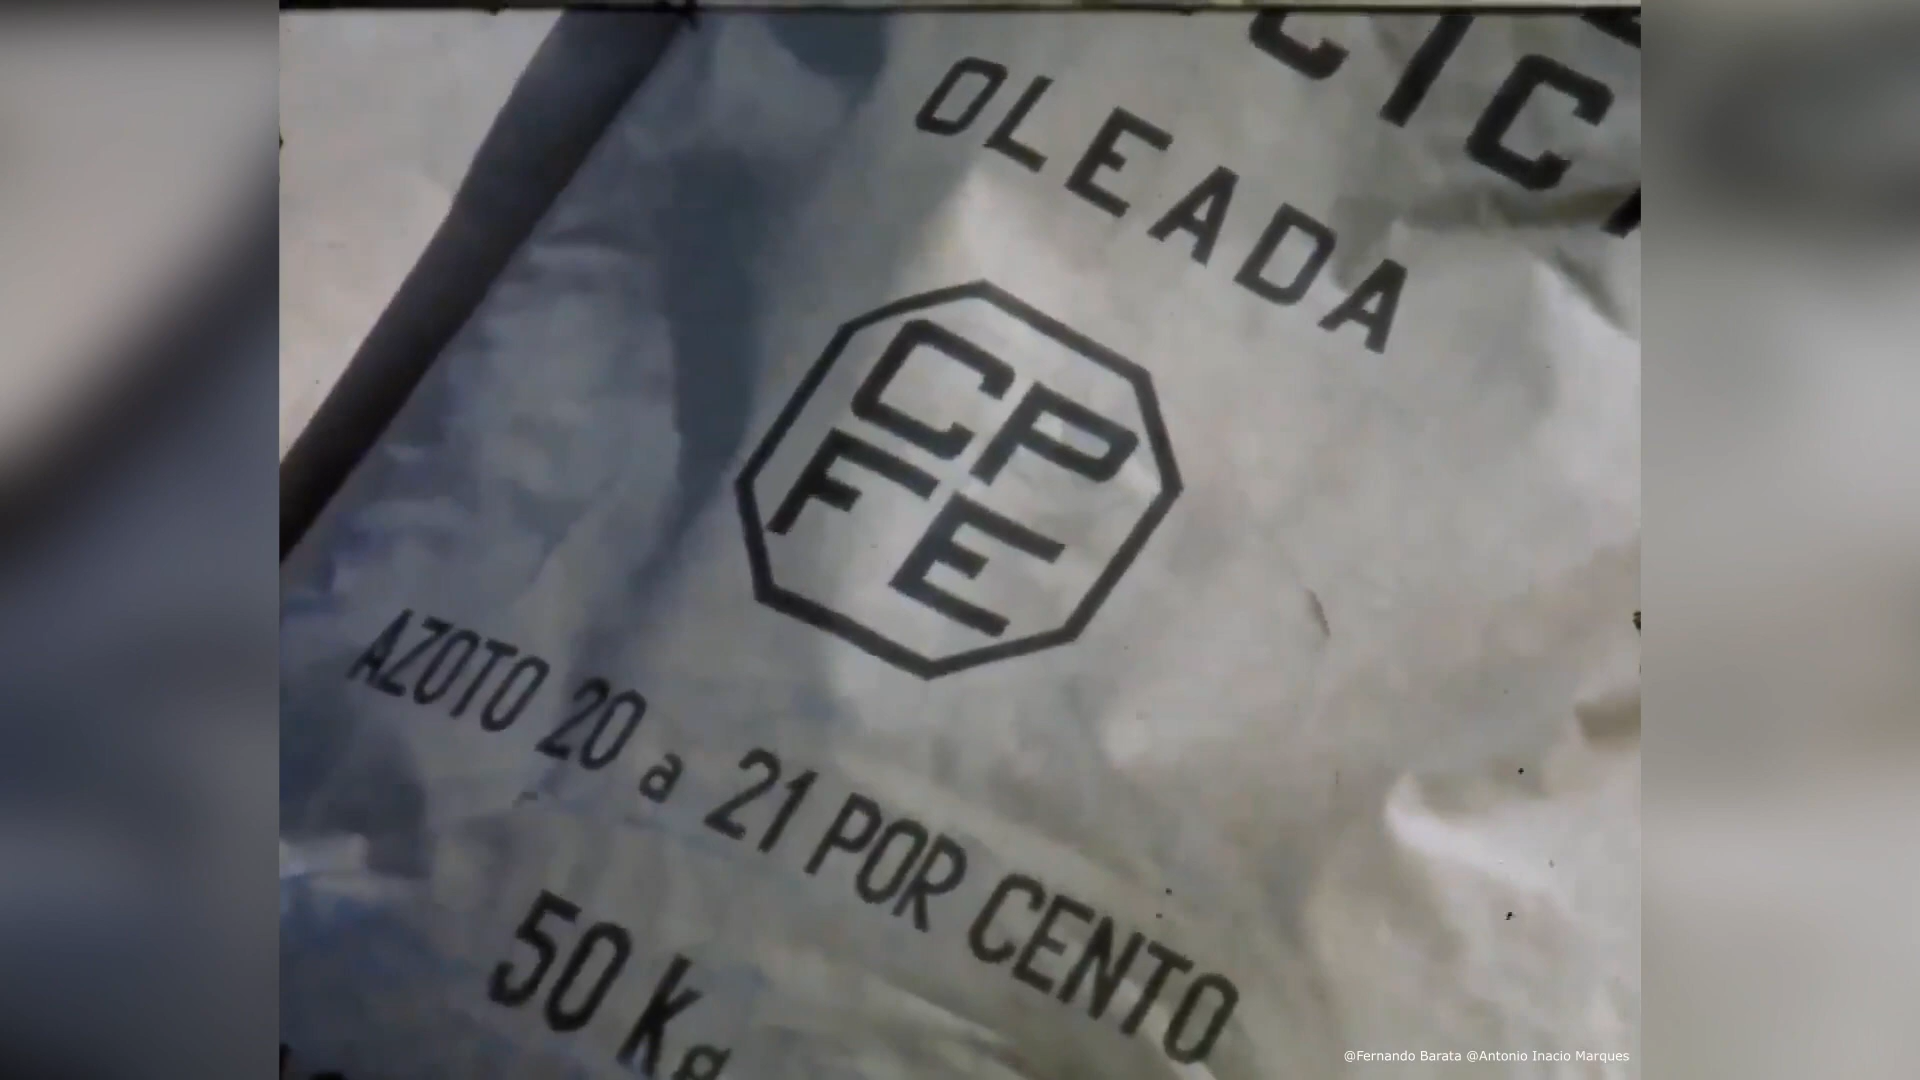 OLEADA
CP
FE
AZOTO 20 a 21 POR CENTO
50 Kg
@Fernando Barata @Antonio Inacio Marques